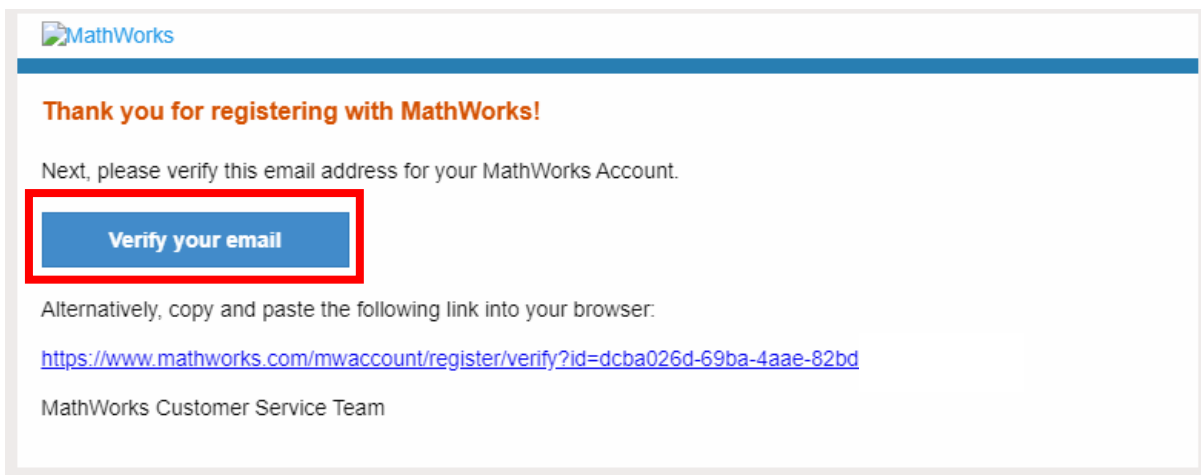 MathWorks
Thank you for registering with MathWorks!
Next, please verify this email address for your MathWorks Account.
Verify your email
Alternatively, copy and paste the following link into your browser:
https://www.mathworks.com/mwaccount/register/verify?id=dcba026d-69ba-4aae-82bd
MathWorks Customer Service Team